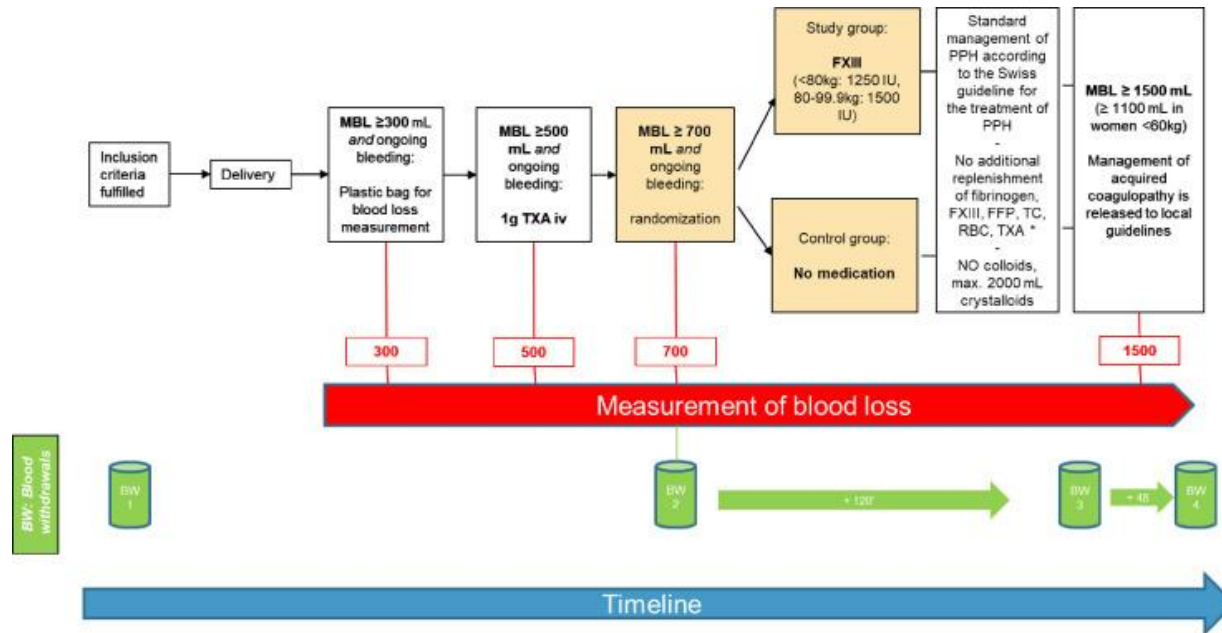 Inclusion
criteria
fulfilled
Delivery
MBL ≥300 mL
and ongoing
bleeding:
Plastic bag for
blood loss
measurement
MBL ≥500
mL and
ongoing
bleeding:
1g TXA iv
MBL ≥ 700
mL and
ongoing
bleeding:
randomization
Study group:
FXIII
(<80kg: 1250 IU,
80-99.9kg: 1500
IU)
Control group:
No medication
Standard
management of
PPH according
to the Swiss
guideline for
the treatment of
PPH
-
No additional
replenishment of
fibrinogen,
FXIII, FFP, TC,
RBC, TXA *
-
NO colloids,
max. 2000 mL
crystalloids
MBL ≥ 1500 mL
(≥ 1100 mL in
women <60kg)
Management of
acquired
coagulopathy is
released to local
guidelines
300
500
700
1500
Measurement of blood loss
BW: Blood
withdrawals
BW
1
BW
2
+ 120'
BW
3
+ 48
BW
4
Timeline